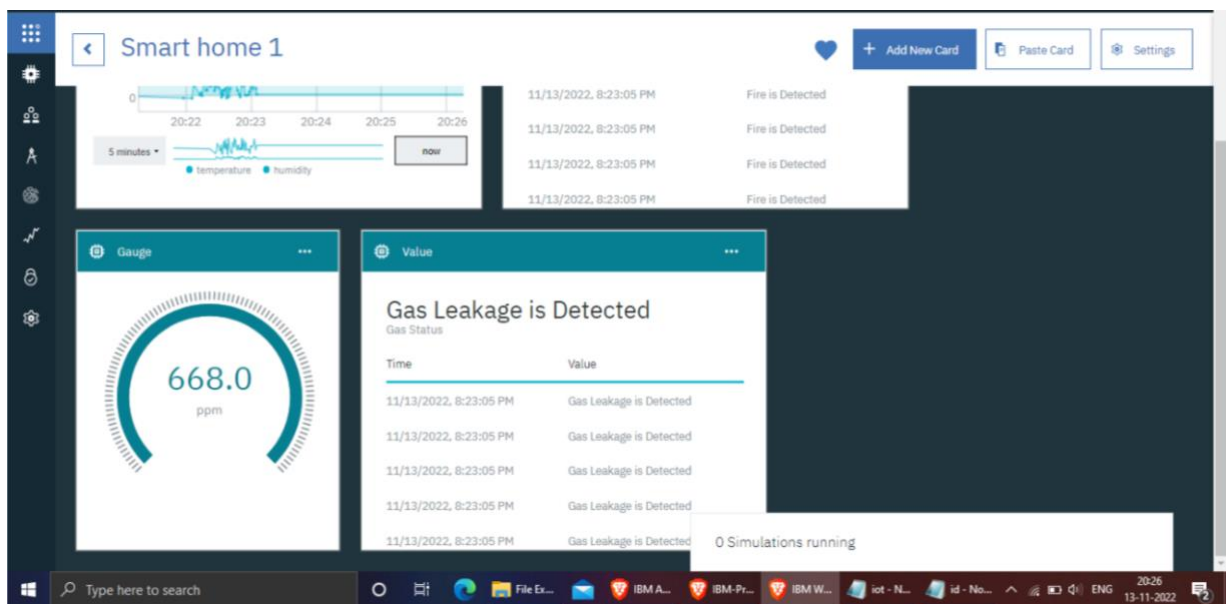 Smart home 1
+ Add New Card
Paste Card
Settings
0
20:22 20:23 20:24 20:25 20:26
5 minutes
now
temperature humidity
11/13/2022, 8:23:05 PM Fire is Detected
11/13/2022, 8:23:05 PM Fire is Detected
11/13/2022, 8:23:05 PM Fire is Detected
11/13/2022, 8:23:05 PM Fire is Detected
Gauge
668.0
ppm
Value
Gas Leakage is Detected
Gas Status
Time Value
11/13/2022, 8:23:05 PM Gas Leakage is Detected
11/13/2022, 8:23:05 PM Gas Leakage is Detected
11/13/2022, 8:23:05 PM Gas Leakage is Detected
11/13/2022, 8:23:05 PM Gas Leakage is Detected
11/13/2022, 8:23:05 PM Gas Leakage is Detected
0 Simulations running
Type here to search
File Ex...
IBM A...
IBM-Pr...
IBM W...
iot - N...
id - No...
ENG
20:26
13-11-2022
2